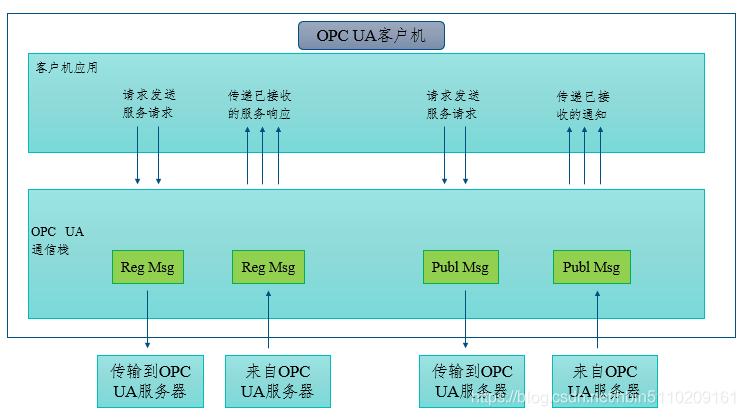 OPC UA客户机
客户机应用
请求发送
服务请求
传递已接收
的服务响应
请求发送
服务请求
传递已接
收的通知
OPC UA
通信栈
Reg Msg
Reg Msg
Publ Msg
Publ Msg
传输到OPC
UA服务器
来自OPC
UA服务器
传输到OPC
UA服务器
来自OPC
UA服务器